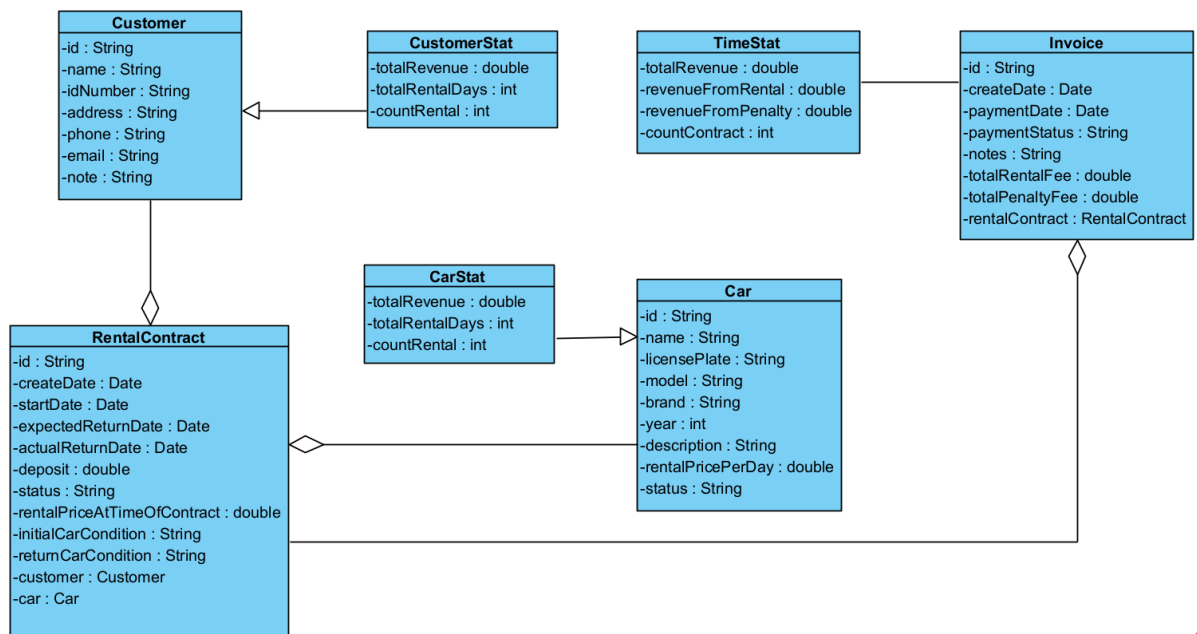 Customer
-id : String
-name : String
-idNumber : String
-address : String
-phone : String
-email : String
-note : String
CustomerStat
-totalRevenue : double
-totalRentalDays : int
-countRental : int
TimeStat
-totalRevenue : double
-revenueFromRental : double
-revenueFromPenalty : double
-countContract : int
Invoice
-id : String
-createDate : Date
-paymentDate : Date
-paymentStatus : String
-notes : String
-totalRentalFee : double
-totalPenaltyFee : double
-rentalContract : RentalContract
CarStat
-totalRevenue : double
-totalRentalDays : int
-countRental : int
Car
-id : String
-name : String
-licensePlate : String
-model : String
-brand : String
-year : int
-description : String
-rentalPricePerDay : double
-status : String
RentalContract
-id : String
-createDate : Date
-startDate : Date
-expectedReturnDate : Date
-actualReturnDate : Date
-deposit : double
-status : String
-rentalPriceAtTimeOfContract : double
-initialCarCondition : String
-returnCarCondition : String
-customer : Customer
-car : Car